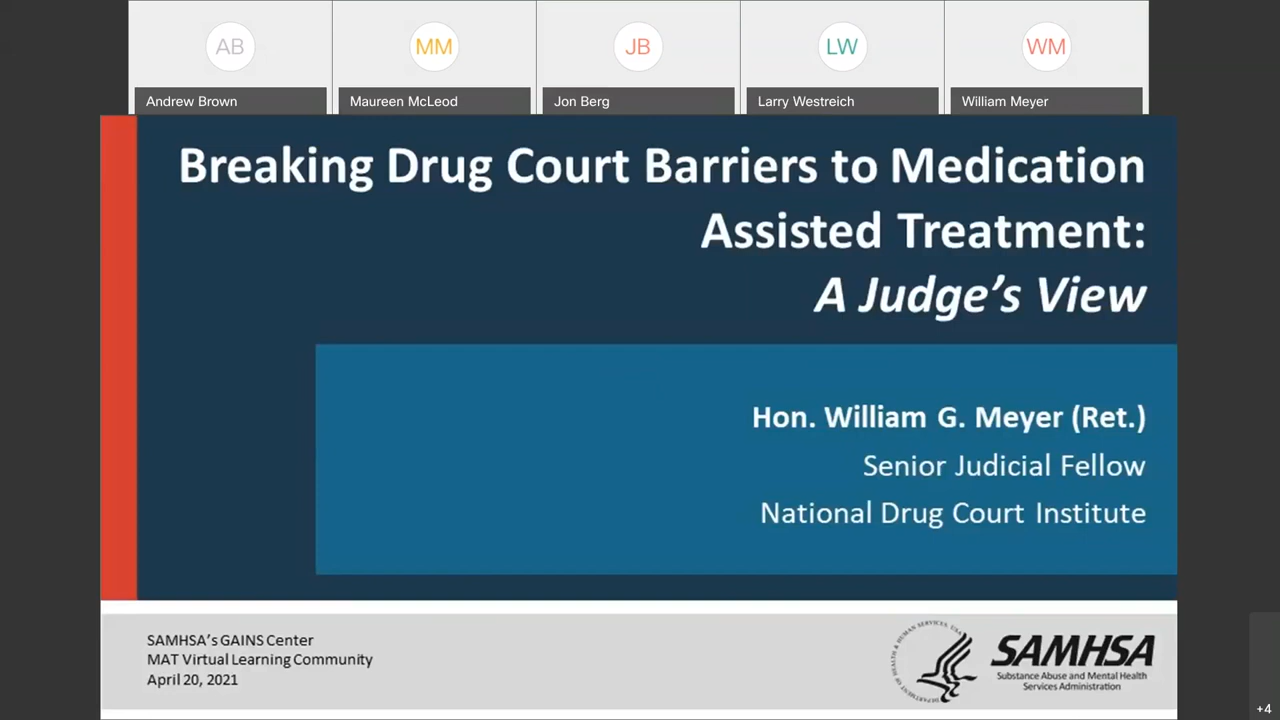 AB
MM
JB
LW
WM
Andrew Brown
Maureen McLeod
Jon Berg
Larry Westreich
William Meyer
Breaking Drug Court Barriers to Medication
Assisted Treatment:
A Judge's View
Hon. William G. Meyer (Ret.)
Senior Judicial Fellow
National Drug Court Institute
SAMHSA's GAINS Center
MAT Virtual Learning Community
April 20, 2021
SAMHSA
Substance Abuse and Mental Health
Services Administration
+4